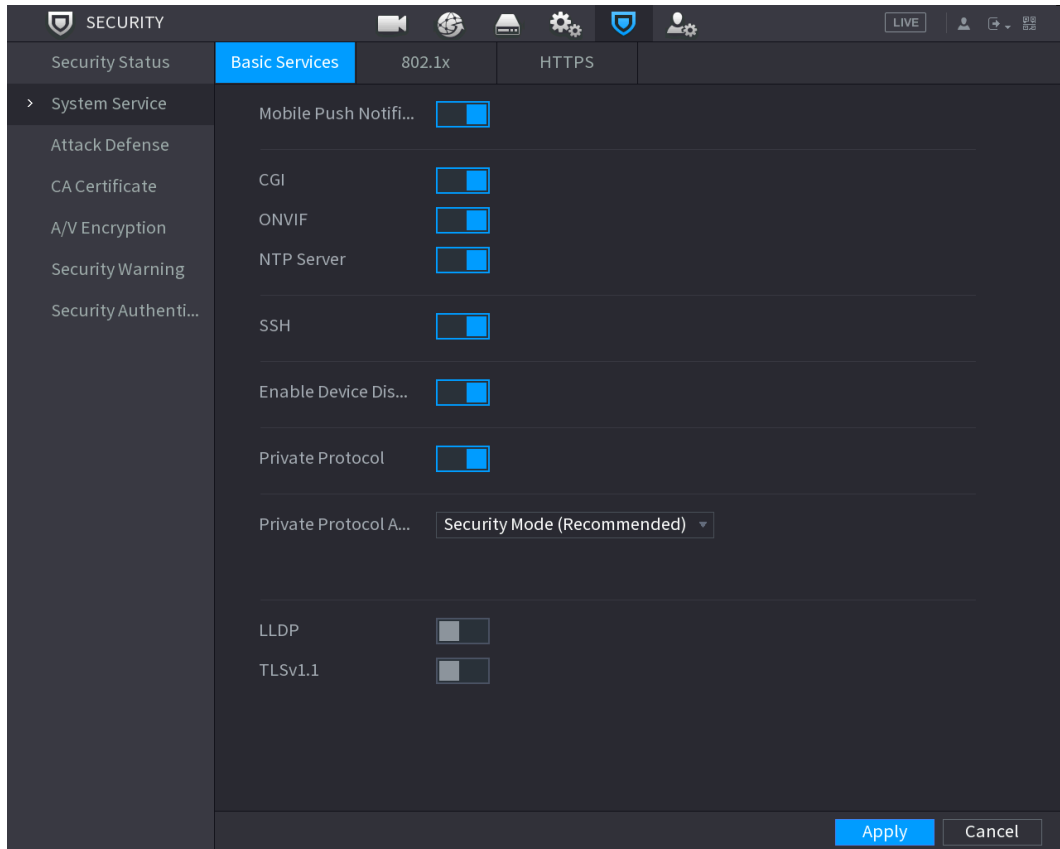 SECURITY
LIVE
Security Status
System Service
Attack Defense
CA Certificate
A/V Encryption
Security Warning
Security Authenti...
Basic Services 802.1x HTTPS
Mobile Push Notifi...
CGI
ONVIF
NTP Server
SSH
Enable Device Dis...
Private Protocol
Private Protocol A... Security Mode (Recommended)
LLDP
TLSv1.1
Apply Cancel